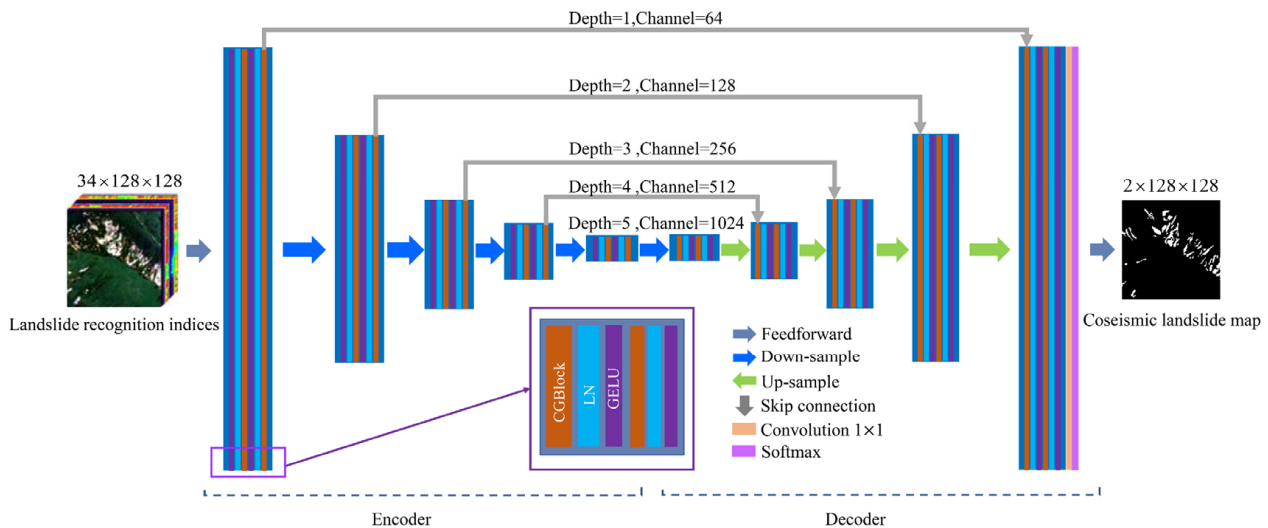 Depth=1,Channel=64
Depth=2 ,Channel=128
Depth=3 ,Channel=256
34×128×128
Depth=4 ,Channel=512
2×128×128
Depth=5 ,Channel=1024
Landslide recognition indices
Coseismic landslide map
CGBlock
LN
GELU
Feedforward
Down-sample
Up-sample
Skip connection
Convolution 1×1
Softmax
Encoder
Decoder